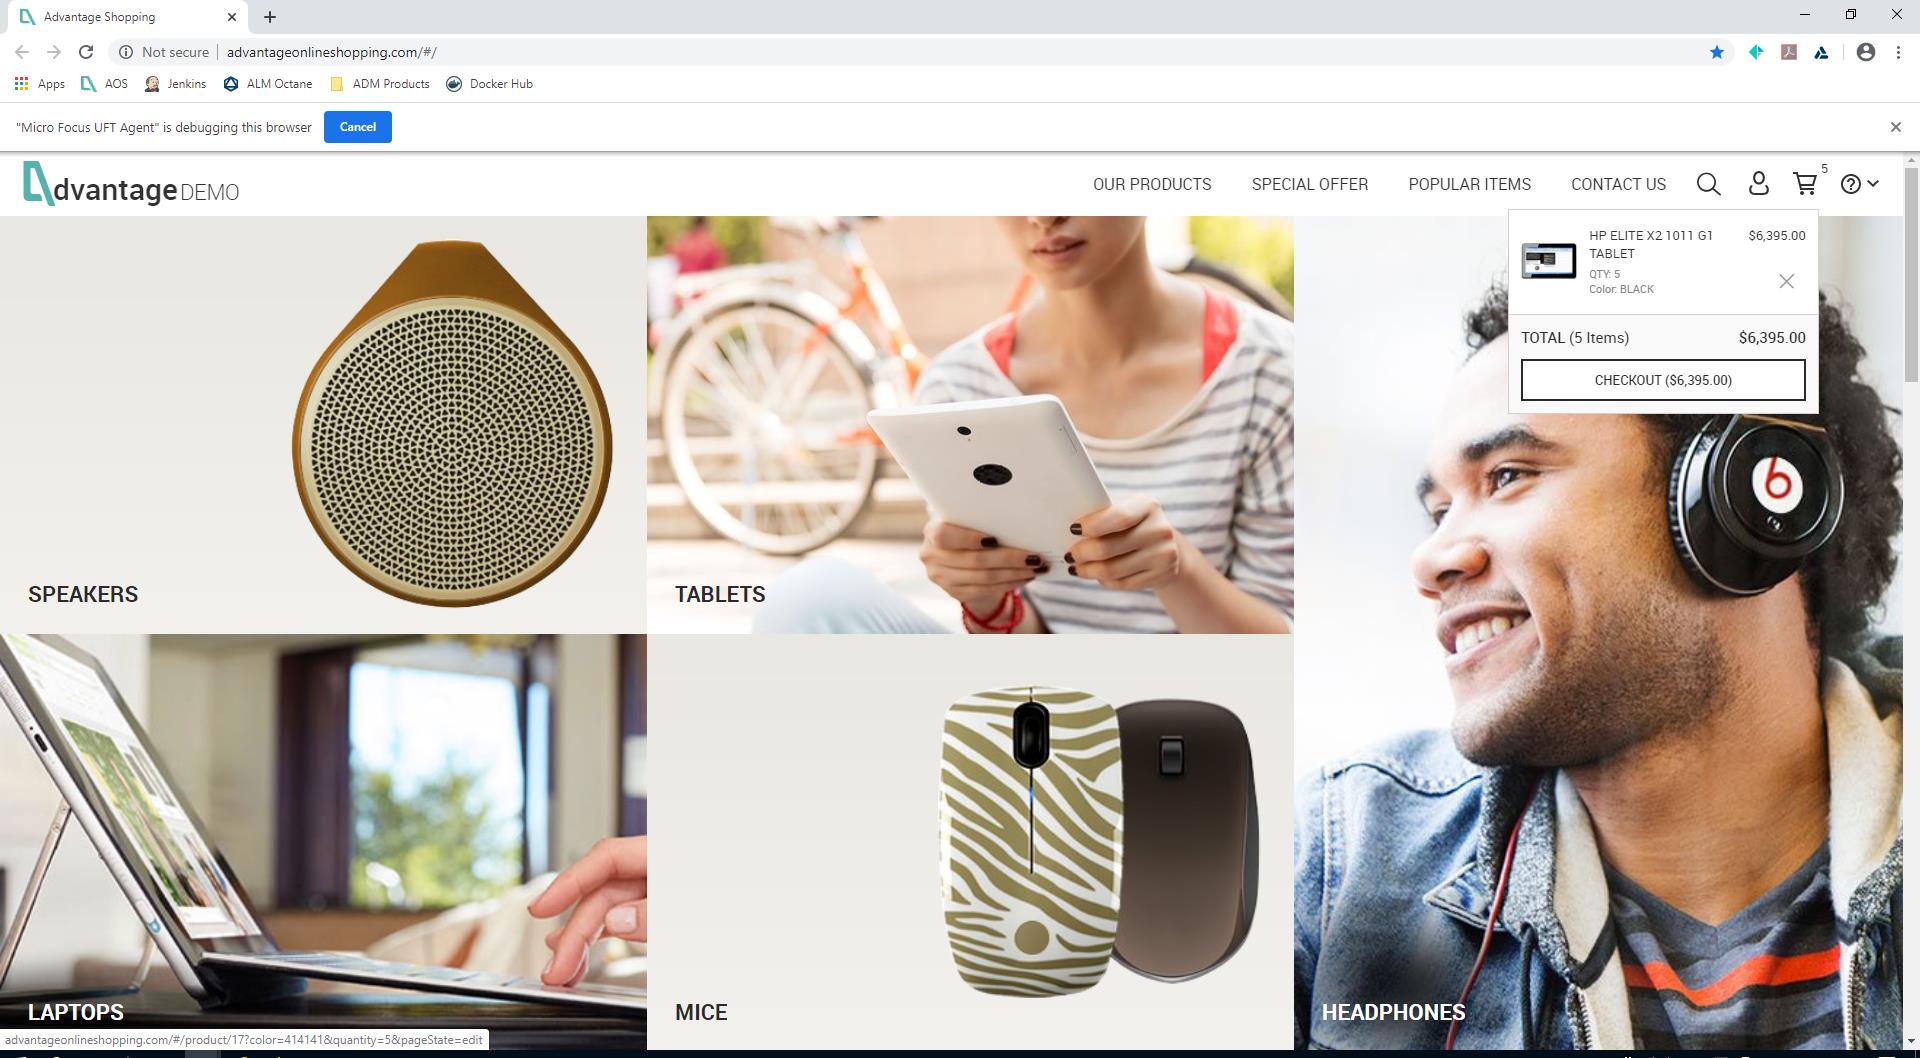 Advantage Shopping
Not secure
advantageonlineshopping.com/#/
Apps
AOS
Jenkins
ALM Octane
ADM Products
Docker Hub
"Micro Focus UFT Agent" is debugging this browser
Cancel
dvantage DEMO
OUR PRODUCTS
SPECIAL OFFER
POPULAR ITEMS
CONTACT US
5
HP ELITE X2 1011 G1
$6,395.00
TABLET
QTY: 5
Color: BLACK
TOTAL (5 Items)
$6,395.00
CHECKOUT ($6,395.00)
SPEAKERS
TABLETS
LAPTOPS
MICE
HEADPHONES
advantageonlineshopping.com/#/product/17?color=414141&quantity=5&pageState=edit